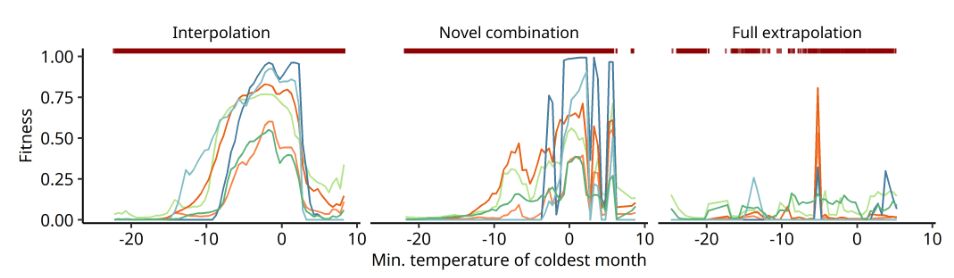 Interpolation
Novel combination
Full extrapolation
Fitness
1.00
0.75
0.50
0.25
0.00
-20 -10 0 10
-20 -10 0 10
-20 -10 0 10
Min. temperature of coldest month